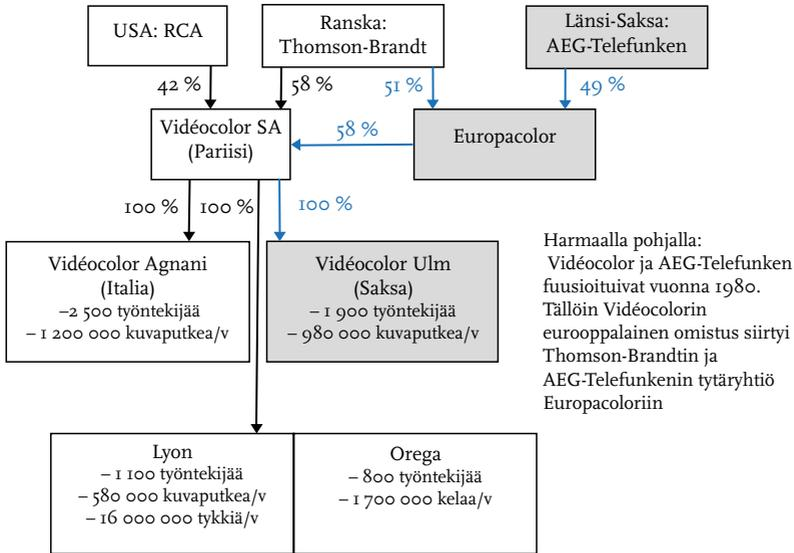 USA: RCA
Ranska:
Thomson-Brandt
Länsi-Saksa:
AEG-Telefunken
42 %
58 %
51 %
49 %
Vidéocolor SA
(Pariisi)
58 %
Europacolor
100 %
100 %
100 %
Vidéocolor Agnani
(Italia)
–2 500 työntekijää
– 1 200 000 kuvaputkea/v
Vidéocolor Ulm
(Saksa)
– 1 900 työntekijää
– 980 000 kuvaputkea/v
Harmaalla pohjalla:
Vidéocolor ja AEG-Telefunken
fuusioituivat vuonna 1980.
Tällöin Vidéocolorin
eurooppalainen omistus siirtyi
Thomson-Brandtin ja
AEG-Telefunkenin tytäryhtiö
Europacoloriin
Lyon
– 1 100 työntekijää
– 580 000 kuvaputkea/v
– 16 000 000 tykkiä/v
Orega
– 800 työntekijää
– 1 700 000 kelaa/v